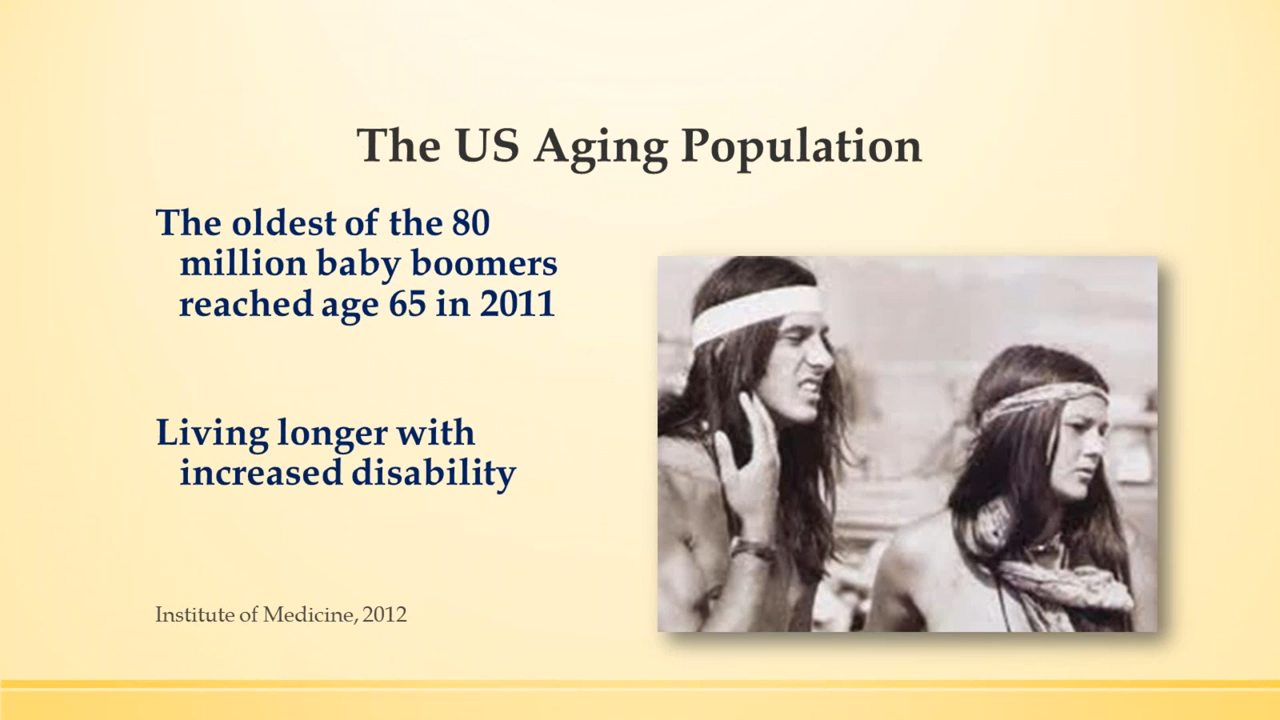 The US Aging Population
The oldest of the 80
million baby boomers
reached age 65 in 2011
Living longer with
increased disability
Institute of Medicine, 2012